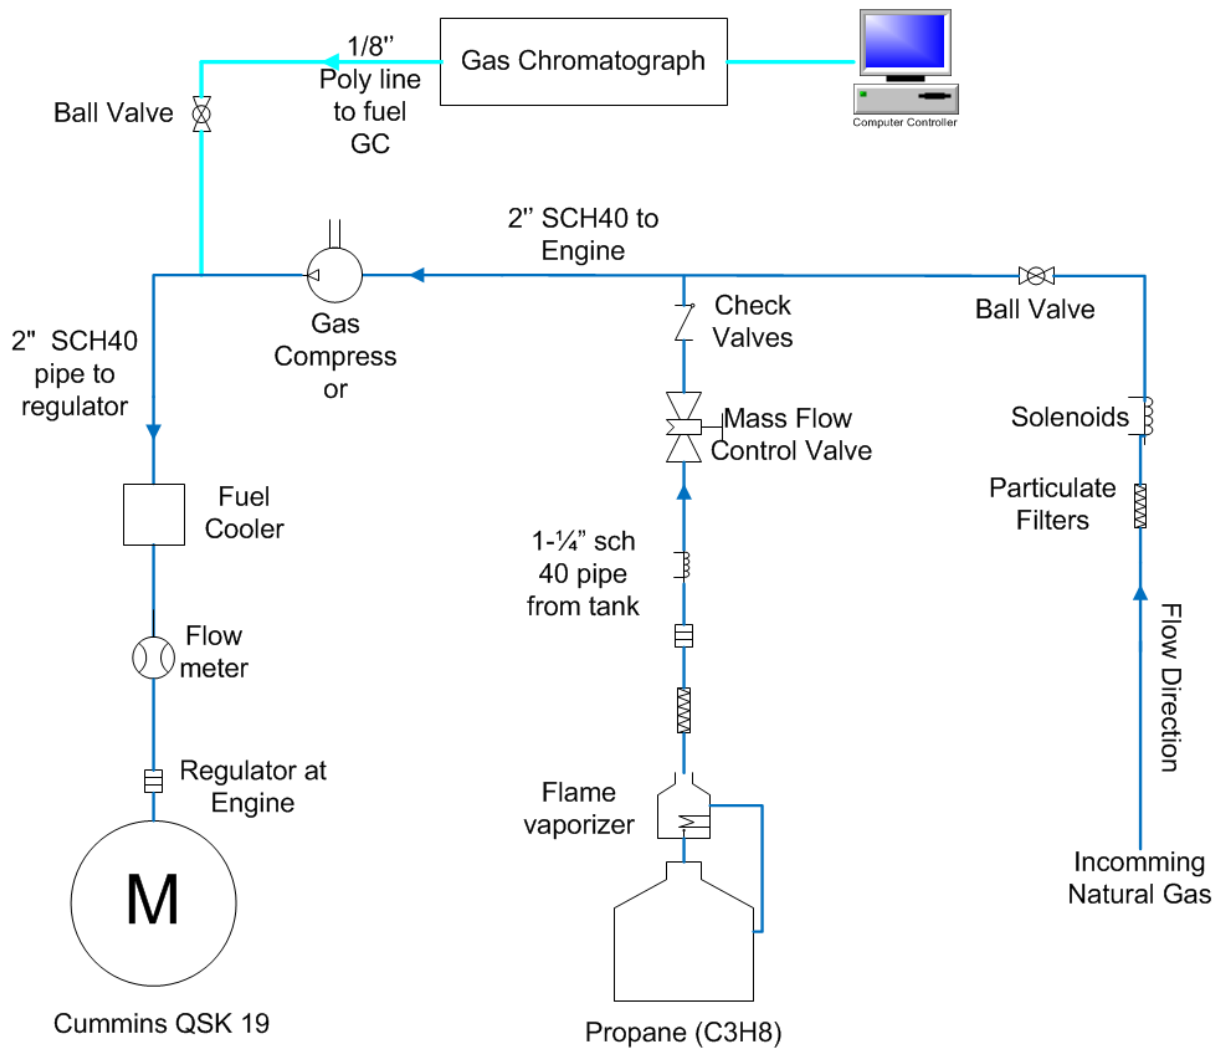 Gas Chromatograph
Computer Controller
1/8’’
Poly line
to fuel
GC
Ball Valve
2’’ SCH40 to
Engine
Gas
Compress
or
Check
Valves
Ball Valve
2"  SCH40
pipe to
regulator
Mass Flow
Control Valve
Solenoids
Particulate
Filters
Fuel
Cooler
1-¼” sch
40 pipe
from tank
Flow
meter
Flow Direction
Regulator at
Engine
Flame
vaporizer
Incomming
Natural Gas
M
Cummins QSK 19
Propane (C3H8)